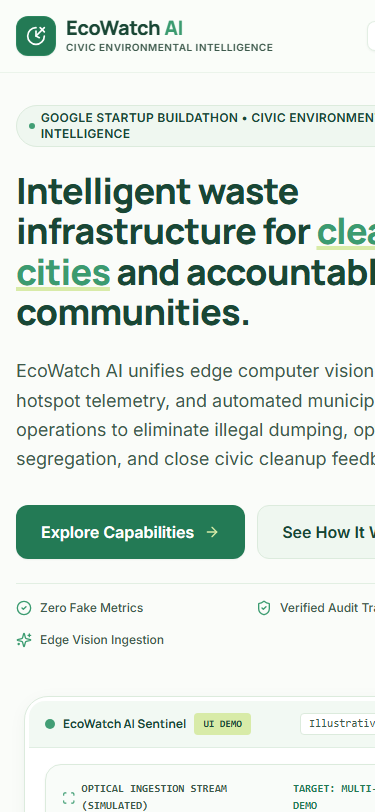 EcoWatch AI
CIVIC ENVIRONMENTAL INTELLIGENCE
GOOGLE STARTUP BUILDATHON • CIVIC ENVIRONMEN
INTELLIGENCE
Intelligent waste
infrastructure for clea
cities and accountabl
communities.
EcoWatch AI unifies edge computer vision
hotspot telemetry, and automated municip
operations to eliminate illegal dumping, op
segregation, and close civic cleanup feedb
Explore Capabilities →
See How It W
Zero Fake Metrics
Verified Audit Tra
Edge Vision Ingestion
EcoWatch AI Sentinel
UI DEMO
Illustrativ
OPTICAL INGESTION STREAM
(SIMULATED)
TARGET: MULTI-
DEMO